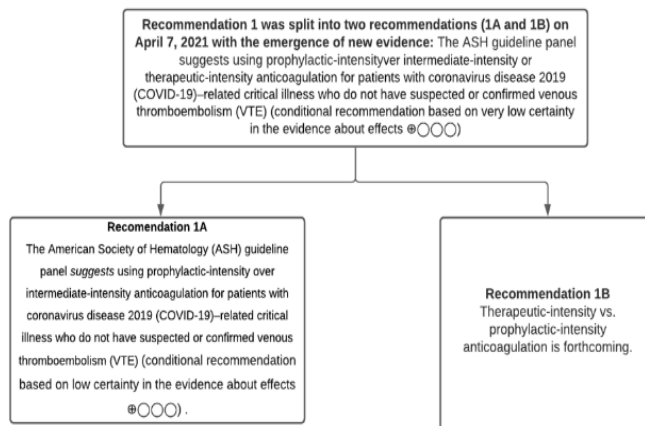 Recommendation 1 was split into two recommendations (1A and 1B) on
April 7, 2021 with the emergence of new evidence: The ASH guideline panel
suggests using prophylactic-intensityver intermediate-intensity or
therapeutic-intensity anticoagulation for patients with coronavirus disease 2019
(COVID-19)–related critical illness who do not have suspected or confirmed venous
thromboembolism (VTE) (conditional recommendation based on very low certainty
in the evidence about effects ⊕◯◯◯)
Recomendation 1A
The American Society of Hematology (ASH) guideline
panel suggests using prophylactic-intensity over
intermediate-intensity anticoagulation for patients with
coronavirus disease 2019 (COVID-19)–related critical
illness who do not have suspected or confirmed venous
thromboembolism (VTE) (conditional recommendation
based on low certainty in the evidence about effects
⊕◯◯◯) .
Recommendation 1B
Therapeutic-intensity vs.
prophylactic-intensity
anticoagulation is forthcoming.